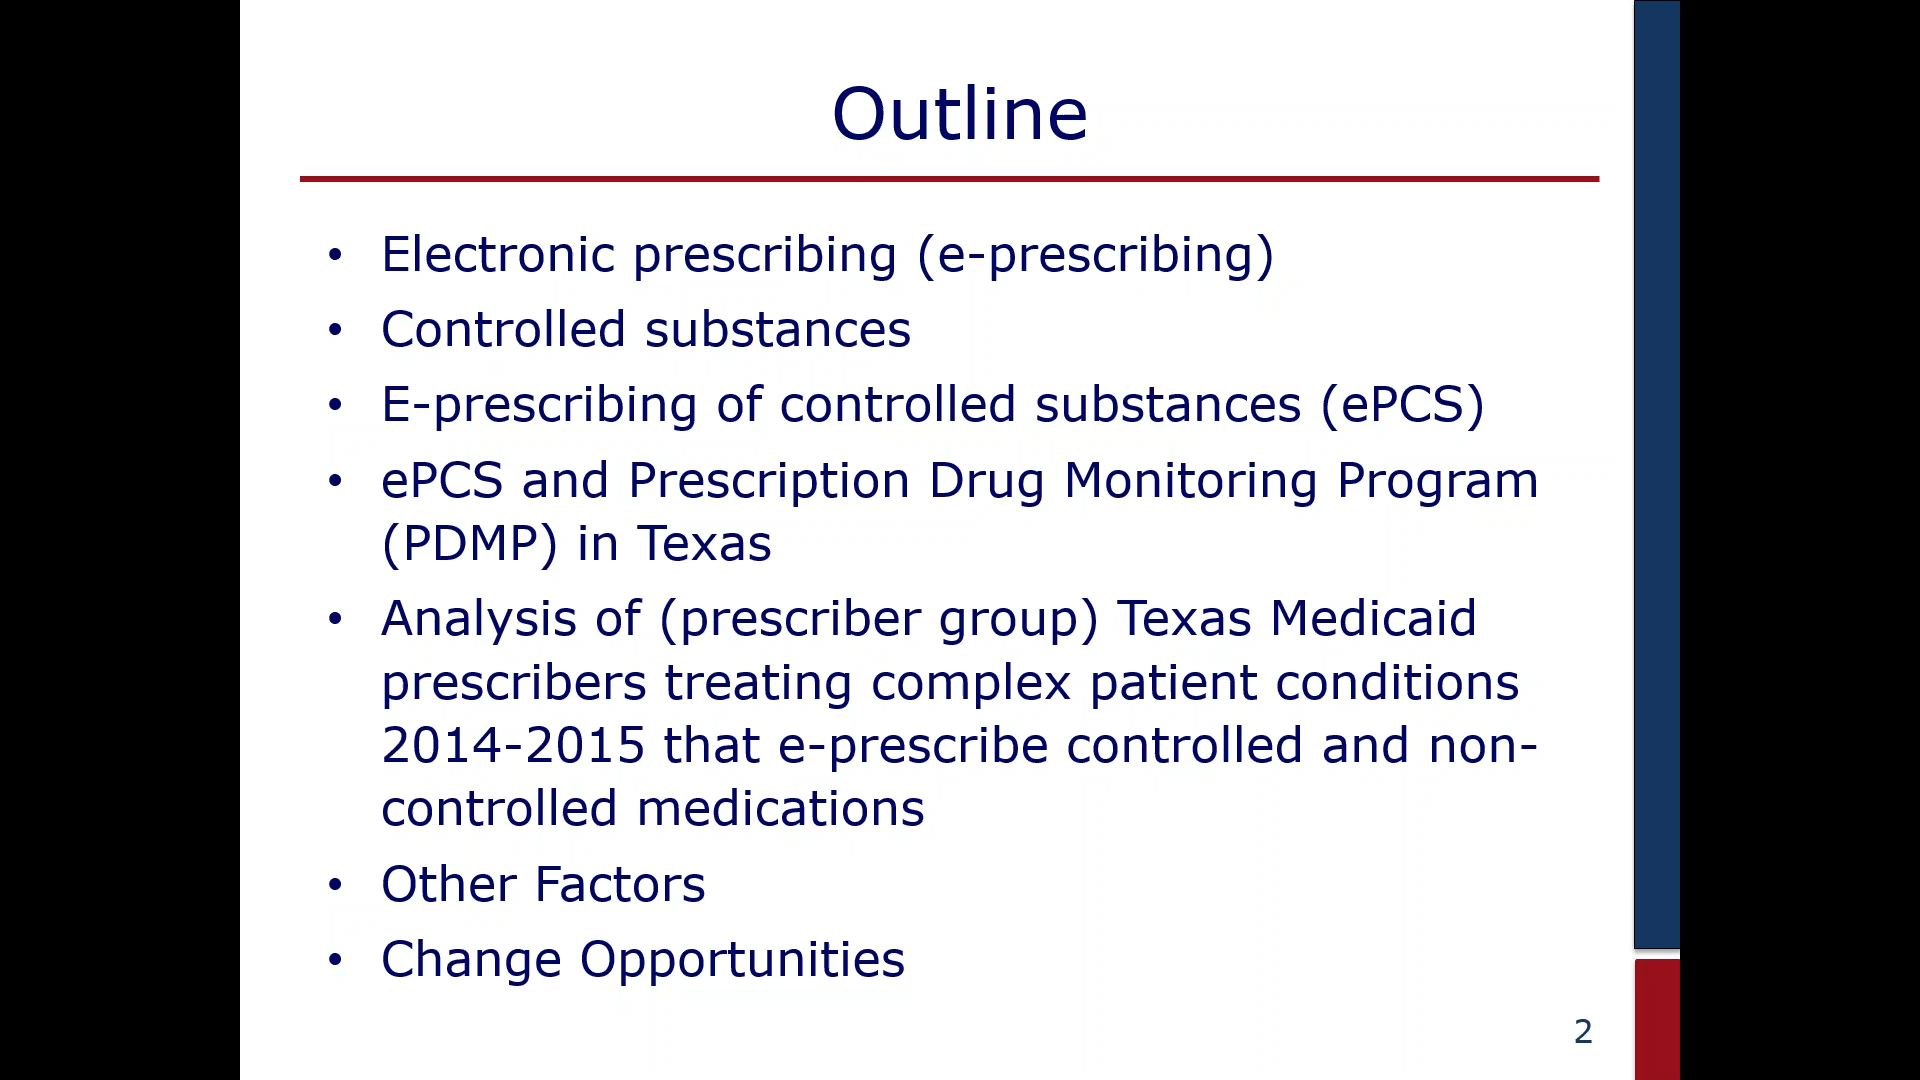 Outline
• Electronic prescribing (e-prescribing)
• Controlled substances
• E-prescribing of controlled substances (ePCS)
• ePCS and Prescription Drug Monitoring Program
(PDMP) in Texas
• Analysis of (prescriber group) Texas Medicaid
prescribers treating complex patient conditions
2014-2015 that e-prescribe controlled and non-
controlled medications
• Other Factors
• Change Opportunities
2